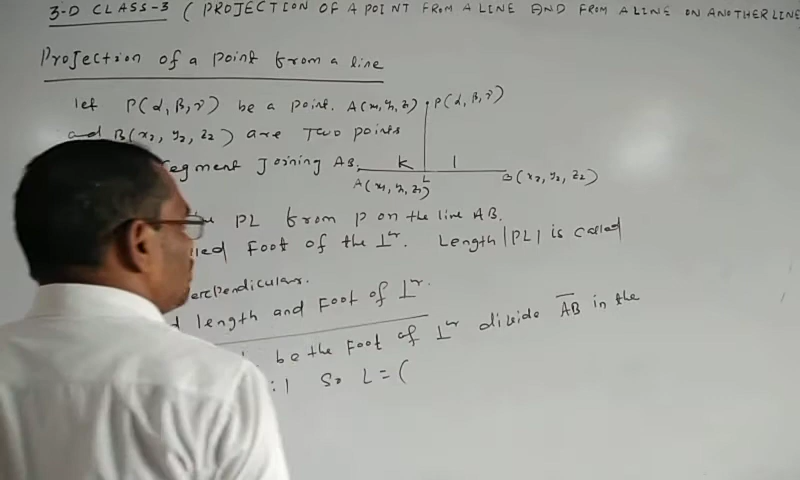 3-D CLASS-3 ( PROJECTION OF A POINT FROM A LINE AND FROM A LINE ON ANOTHER LINE
Projection of a point from a line
let P(α, β, γ) be a point. A(x₁, y₁, z₁)
P(α, β, γ)
and B(x₂, y₂, z₂) are two points
segment joining AB.
K 1
A(x₁, y₁, z₁) L B(x₂, y₂, z₂)
PL from P on the line AB.
Foot of the ⊥ʳ. Length |PL| is called
perpendicular.
length and foot of ⊥ʳ.
be the foot of ⊥ʳ divide AB in the
: 1 So L = (